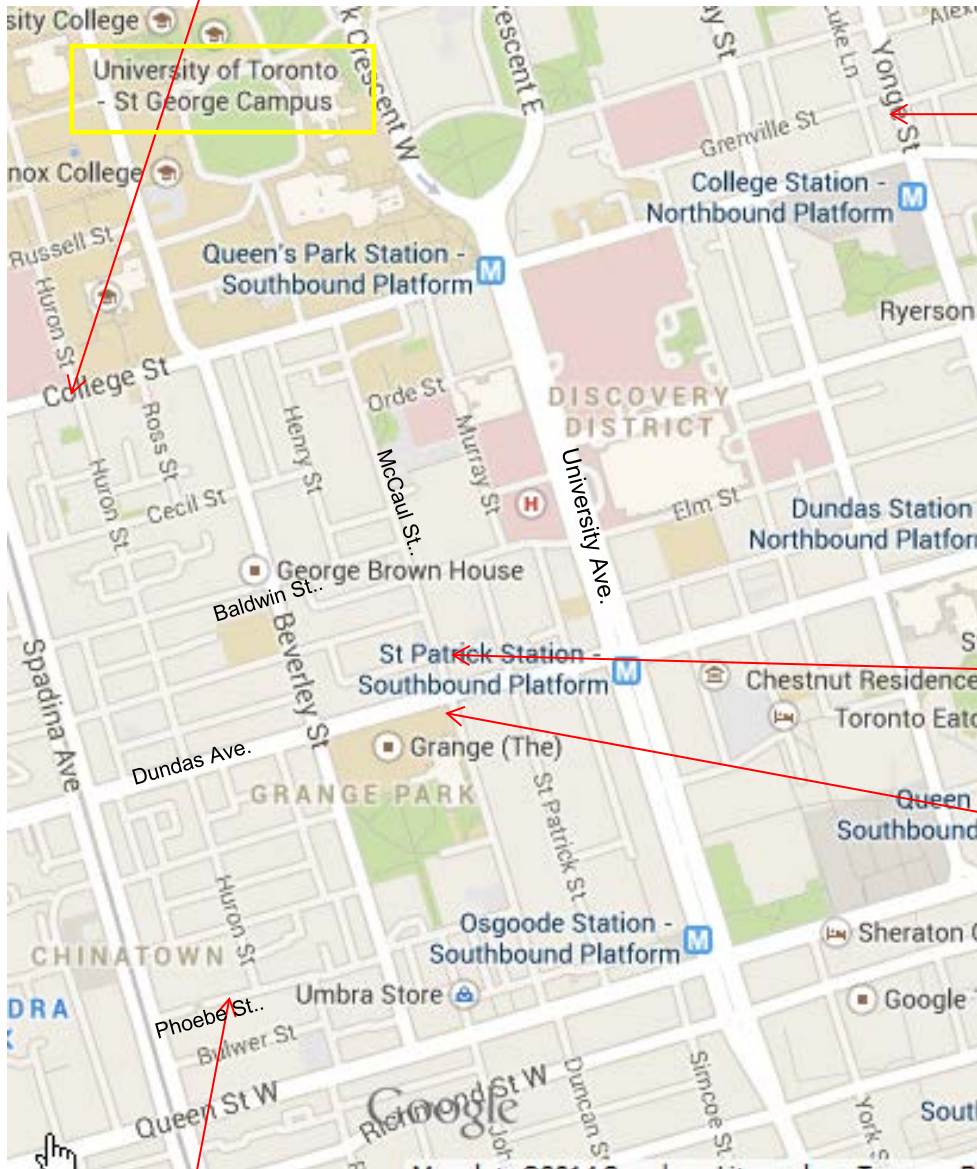 sity College
k Crescent W
rescent E
ay St
uke Ln
Yonge St
Alex
University of Toronto
- St George Campus
Grenville St
nox College
College Station -
Northbound Platform
Russell St
Queen's Park Station -
Southbound Platform
Huron St
Ryerson
College St
Orde St
DISCOVERY
DISTRICT
Ross St
Henry St
Murray St
McCaul St..
University Ave.
Huron St
Cecil St
H
Elm St
Dundas Station
Northbound Platform
George Brown House
Baldwin St..
Beverley St
Spadina Ave
St Patrick Station -
Southbound Platform
S
Chestnut Residence
Toronto Eato
Dundas Ave.
Grange (The)
GRANGE PARK
St Patrick St
Queen
Southbound
Huron St
Osgoode Station -
Southbound Platform
Sheraton C
CHINATOWN
DRA
K
Umbra Store
Google
Phoebe St..
Bulwer St
Queen St W
Richmond St W
Google
Duncan St
Simcoe St
York S
Joh
Sout